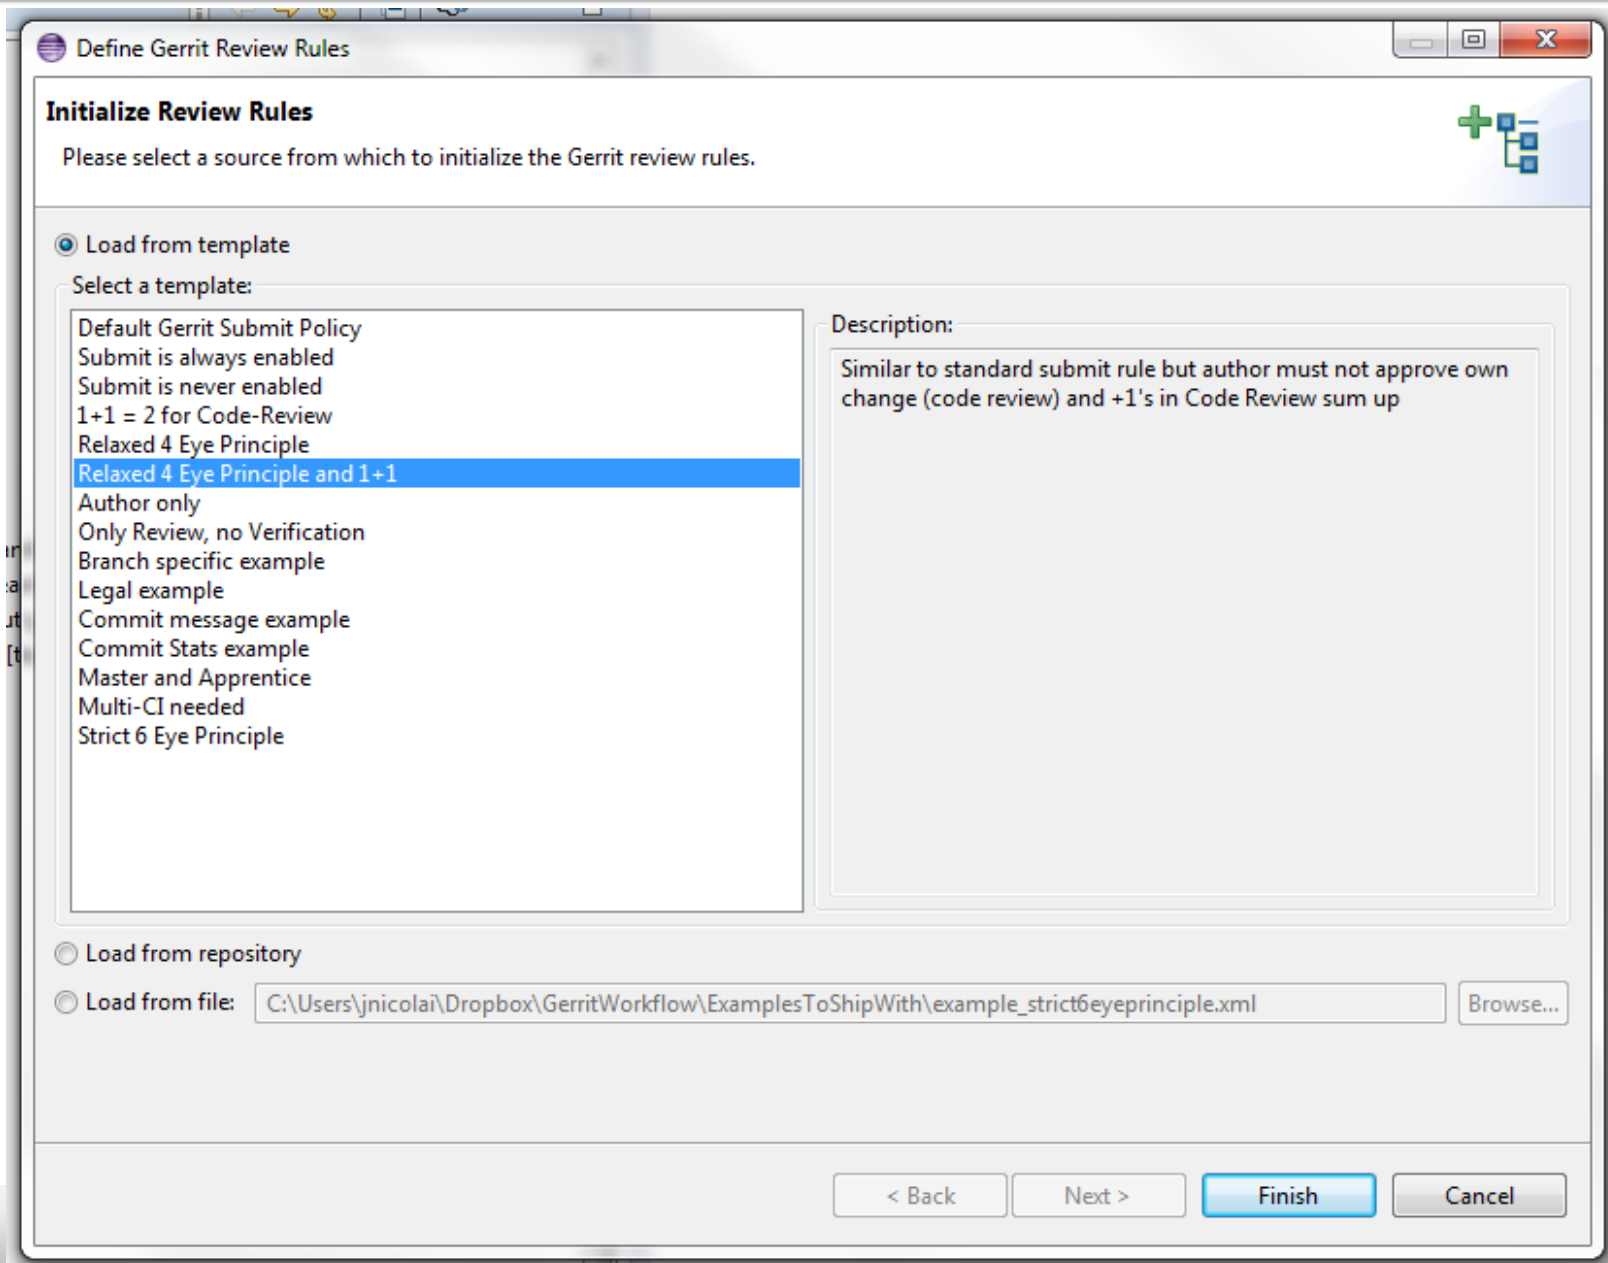 Define Gerrit Review Rules
Initialize Review Rules
Please select a source from which to initialize the Gerrit review rules.
Load from template
Select a template:
Default Gerrit Submit Policy
Submit is always enabled
Submit is never enabled
1+1 = 2 for Code-Review
Relaxed 4 Eye Principle
Relaxed 4 Eye Principle and 1+1
Author only
Only Review, no Verification
Branch specific example
Legal example
Commit message example
Commit Stats example
Master and Apprentice
Multi-CI needed
Strict 6 Eye Principle
Description:
Similar to standard submit rule but author must not approve own
change (code review) and +1's in Code Review sum up
Load from repository
Load from file:
C:\Users\jnicolai\Dropbox\GerritWorkflow\ExamplesToShipWith\example_strict6eyeprinciple.xml
Browse...
< Back
Next >
Finish
Cancel